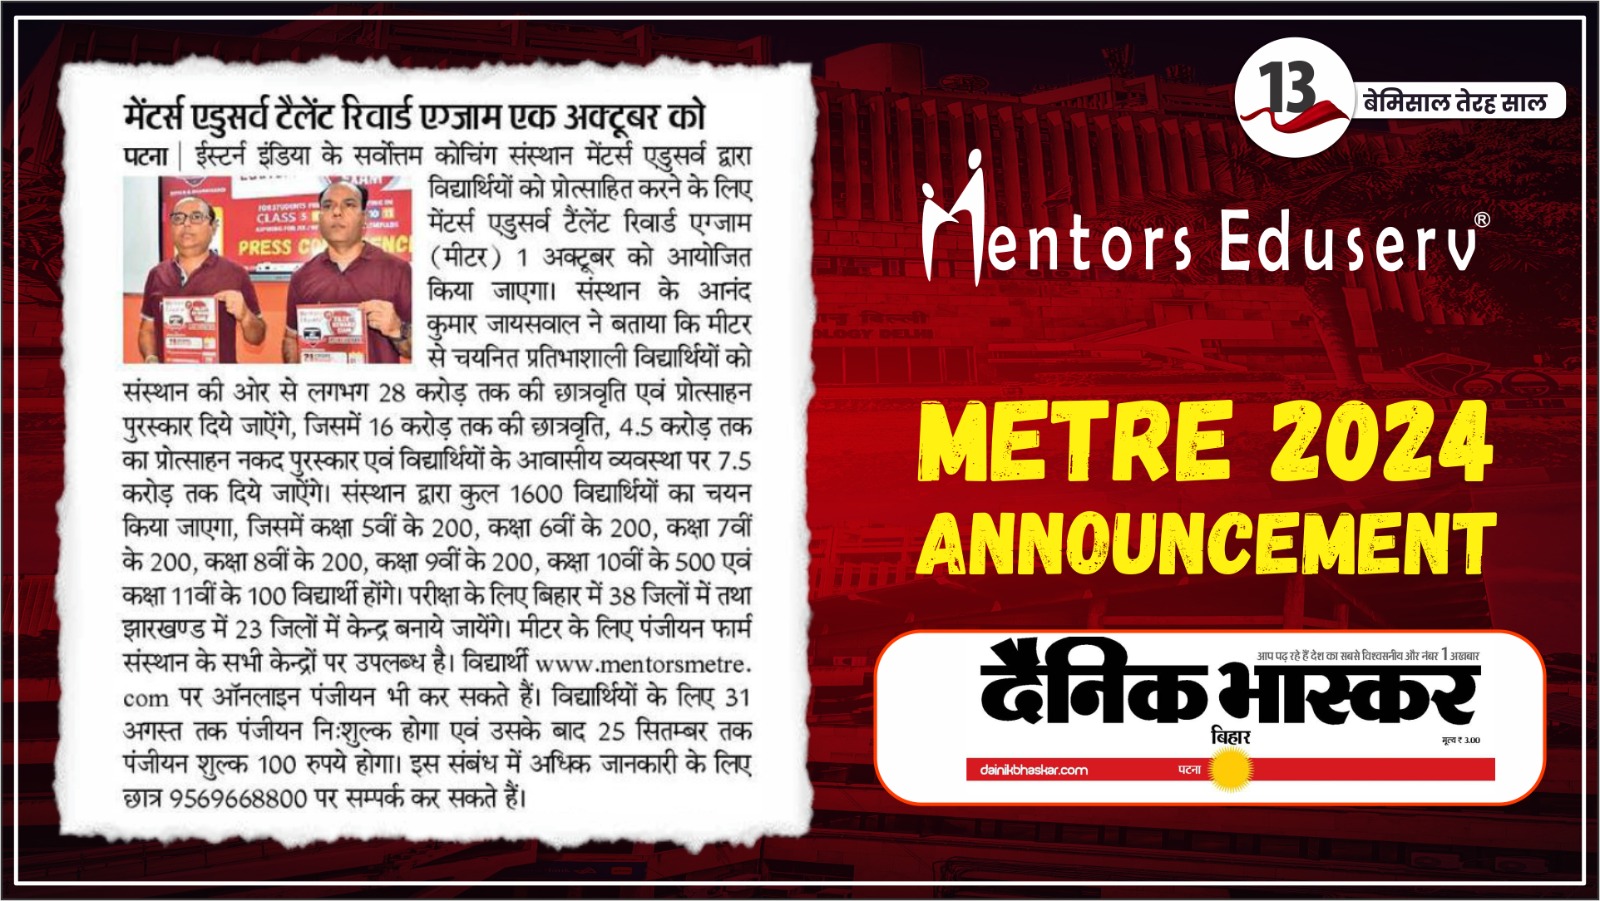 मेंटर्स एडुसर्व टैलेंट रिवार्ड एग्जाम एक अक्टूबर को
पटना | ईस्टर्न इंडिया के सर्वोत्तम कोचिंग संस्थान मेंटर्स एडुसर्व द्वारा
विद्यार्थियों को प्रोत्साहित करने के लिए
मेंटर्स एडुसर्व टैंलेंट रिवार्ड एग्जाम
(मीटर) 1 अक्टूबर को आयोजित
किया जाएगा। संस्थान के आनंद
कुमार जायसवाल ने बताया कि मीटर
से चयनित प्रतिभाशाली विद्यार्थियों को
संस्थान की ओर से लगभग 28 करोड़ तक की छात्रवृति एवं प्रोत्साहन
पुरस्कार दिये जाऐंगे, जिसमें 16 करोड़ तक की छात्रवृति, 4.5 करोड़ तक
का प्रोत्साहन नकद पुरस्कार एवं विद्यार्थियों के आवासीय व्यवस्था पर 7.5
करोड़ तक दिये जाऐंगे। संस्थान द्वारा कुल 1600 विद्यार्थियों का चयन
किया जाएगा, जिसमें कक्षा 5वीं के 200, कक्षा 6वीं के 200, कक्षा 7वीं
के 200, कक्षा 8वीं के 200, कक्षा 9वीं के 200, कक्षा 10वीं के 500 एवं
कक्षा 11वीं के 100 विद्यार्थी होंगे। परीक्षा के लिए बिहार में 38 जिलों में तथा
झारखण्ड में 23 जिलों में केन्द्र बनाये जायेंगे। मीटर के लिए पंजीयन फार्म
संस्थान के सभी केन्द्रों पर उपलब्ध है। विद्यार्थी www.mentorsmetre.
com पर ऑनलाइन पंजीयन भी कर सकते हैं। विद्यार्थियों के लिए 31
अगस्त तक पंजीयन नि:शुल्क होगा एवं उसके बाद 25 सितम्बर तक
पंजीयन शुल्क 100 रुपये होगा। इस संबंध में अधिक जानकारी के लिए
छात्र 9569668800 पर सम्पर्क कर सकते हैं।
CLASS 5
10 11
PRESS
13
बेमिसाल तेरह साल
Mentors Eduserv®
METRE 2024
ANNOUNCEMENT
आप पढ़ रहे हैं देश का सबसे विश्वसनीय और नंबर 1 अखबार
दैनिक भास्कर
बिहार
मूल्य ₹ 3.00
dainikbhaskar.com
पटना